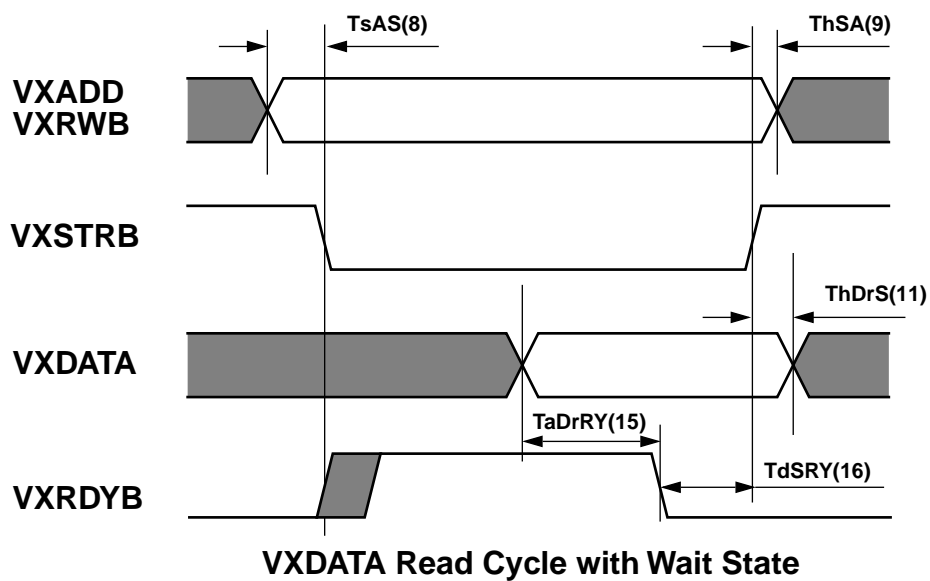 TsAS(8)
ThSA(9)
VXADD
VXRWB
VXSTRB
ThDrS(11)
VXDATA
TaDrRY(15)
TdSRY(16)
VXRDYB
VXDATA Read Cycle with Wait State